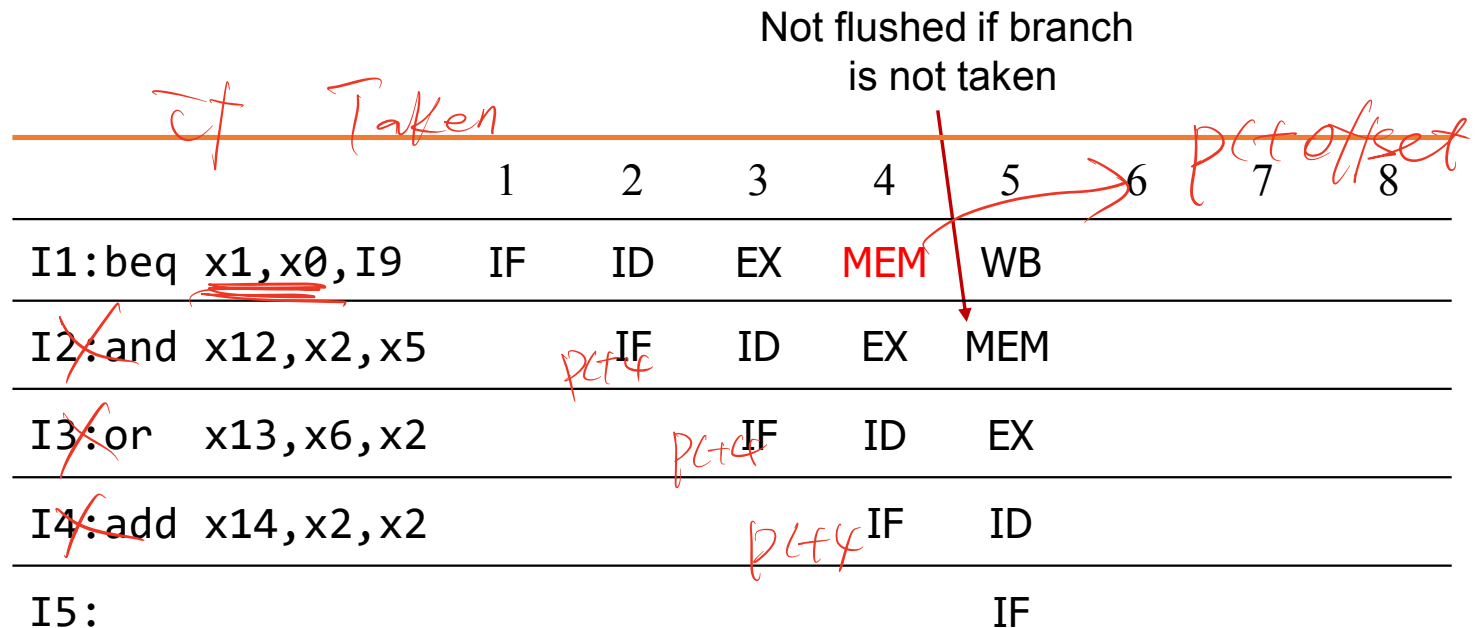 Not flushed if branch
is not taken
if Taken
pc+offset
1 2 3 4 5 6 7 8
I1:beq x1,x0,I9 IF ID EX MEM WB
I2:and x12,x2,x5 IF ID EX MEM
pc+4
I3:or x13,x6,x2 IF ID EX
pc+4
I4:add x14,x2,x2 IF ID
pc+4
I5: IF